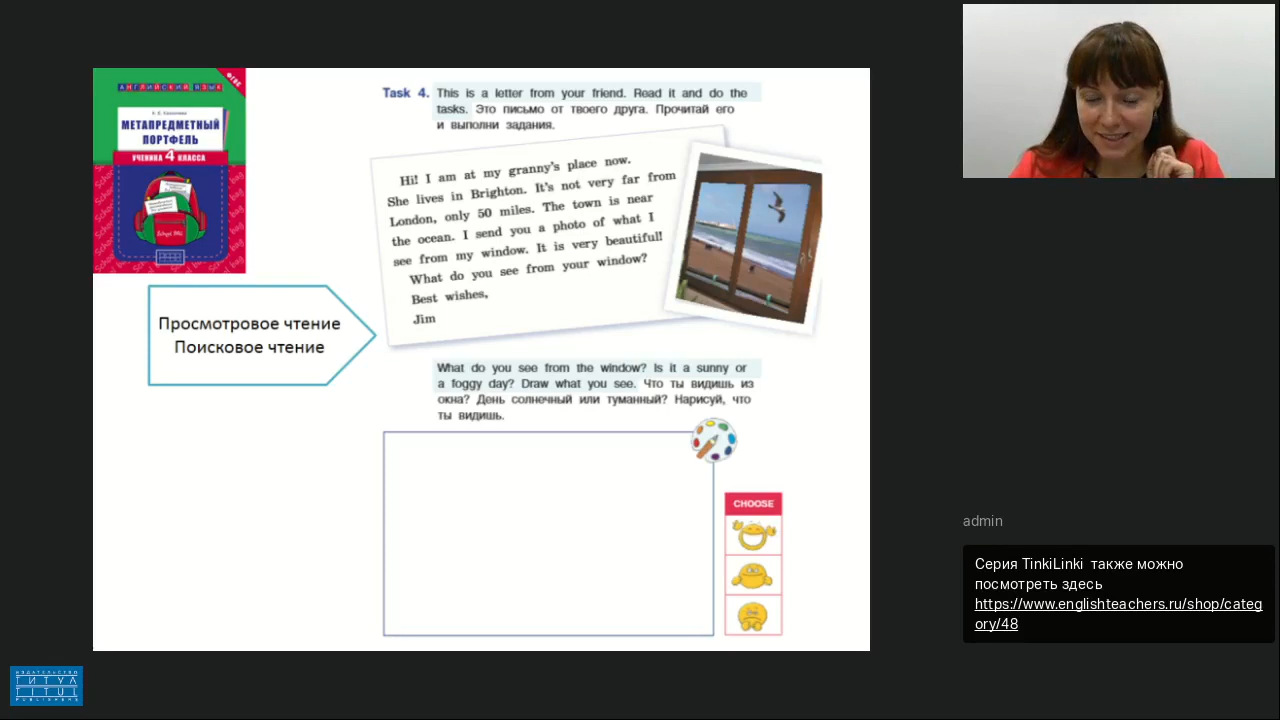 ФГОС
АНГЛИЙСКИЙ ЯЗЫК
МЕТАПРЕДМЕТНЫЙ
ПОРТФЕЛЬ
УЧЕНИКА 4 КЛАССА
Task 4. This is a letter from your friend. Read it and do the
tasks. Это письмо от твоего друга. Прочитай его
и выполни задания.
Hi! I am at my granny's place now.
She lives in Brighton. It's not very far from
London, only 50 miles. The town is near
the ocean. I send you a photo of what I
see from my window. It is very beautiful!
What do you see from your window?
Best wishes,
Jim
Просмотровое чтение
Поисковое чтение
What do you see from the window? Is it a sunny or
a foggy day? Draw what you see. Что ты видишь из
окна? День солнечный или туманный? Нарисуй, что
ты видишь.
CHOOSE
admin
Серия TinkiLinki также можно
посмотреть здесь
https://www.englishteachers.ru/shop/categ
ory/48
ИЗДАТЕЛЬСТВО
ТИТУЛ
TITUL
PUBLISHERS